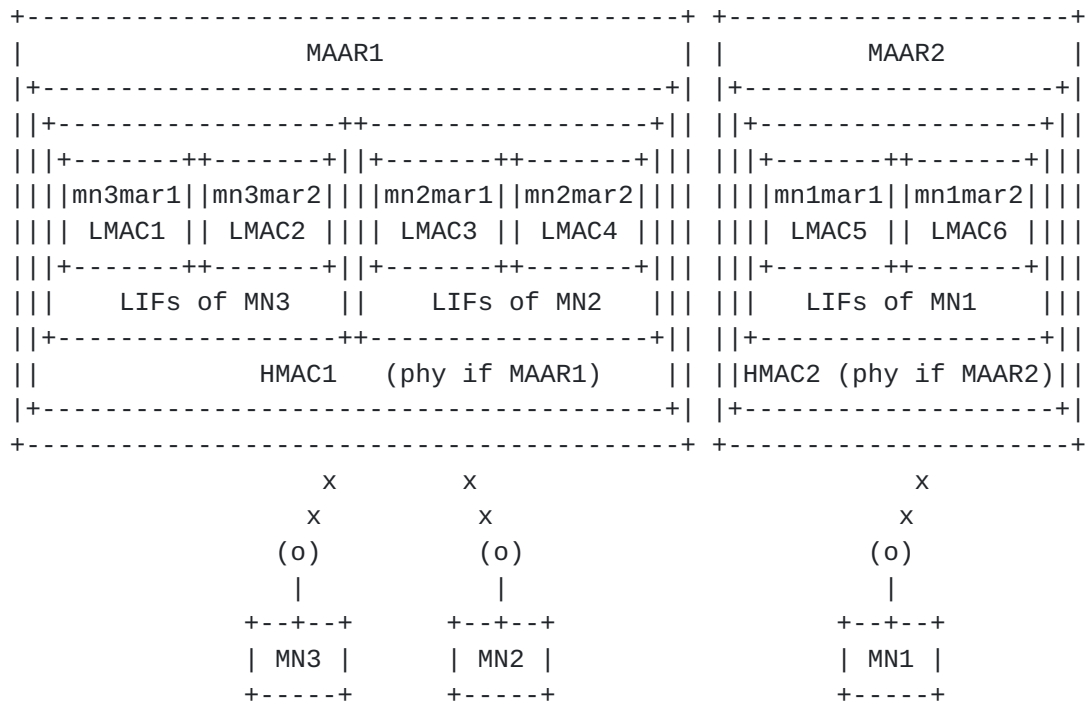 MAAR1 MAAR2
mn3mar1 mn3mar2 mn2mar1 mn2mar2 mn1mar1 mn1mar2
LMAC1 LMAC2 LMAC3 LMAC4 LMAC5 LMAC6
LIFs of MN3 LIFs of MN2 LIFs of MN1
HMAC1 (phy if MAAR1) HMAC2 (phy if MAAR2)
x x x
x x x
(o) (o) (o)
MN3 MN2 MN1